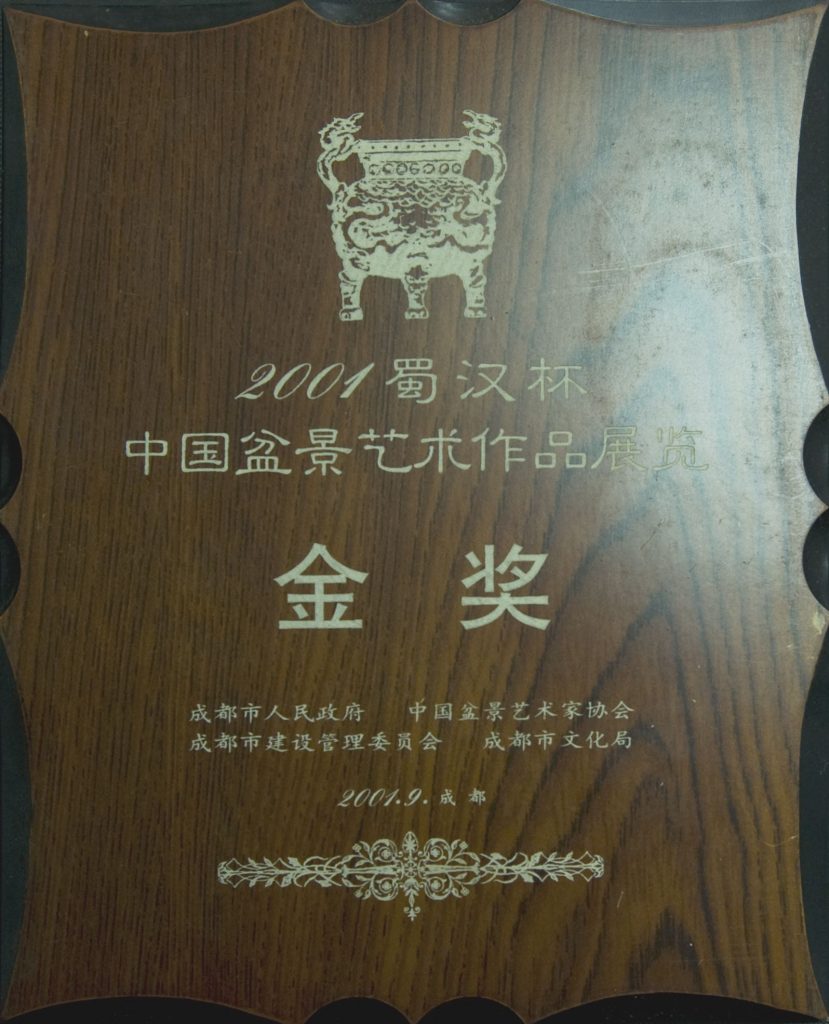 2001蜀汉杯
中国盆景艺术作品展览
金奖
成都市人民政府 中国盆景艺术家协会
成都市建设管理委员会 成都市文化局
2001.9.成都